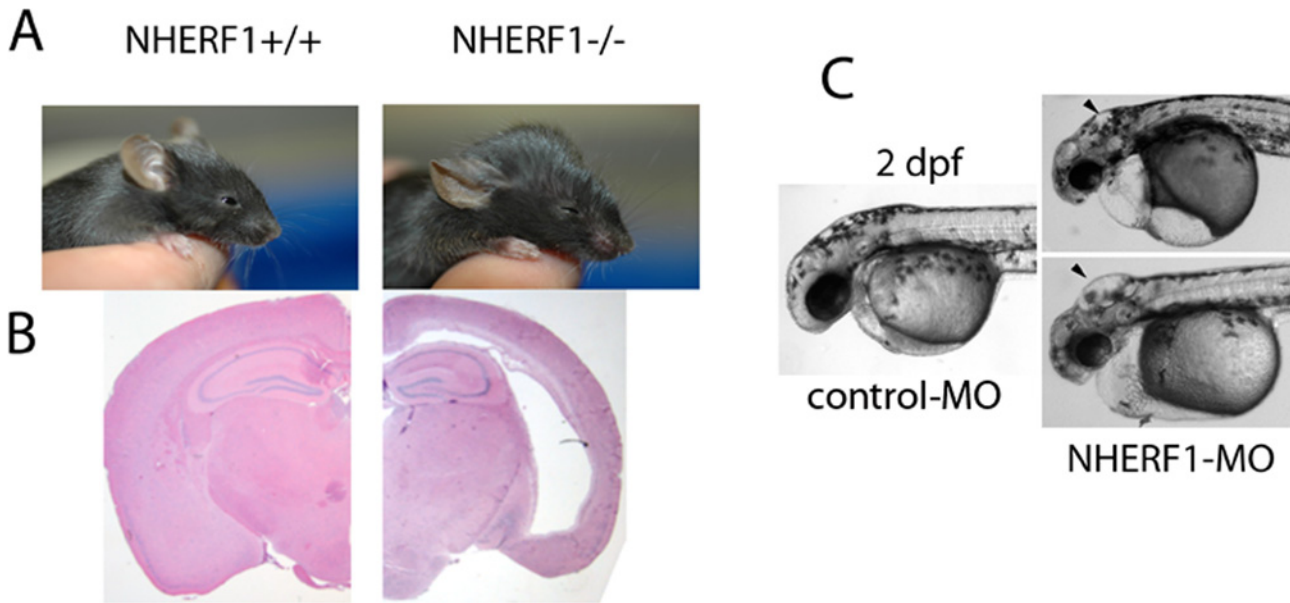 A
NHERF1+/+
NHERF1-/-
B
C
2 dpf
control-MO
NHERF1-MO